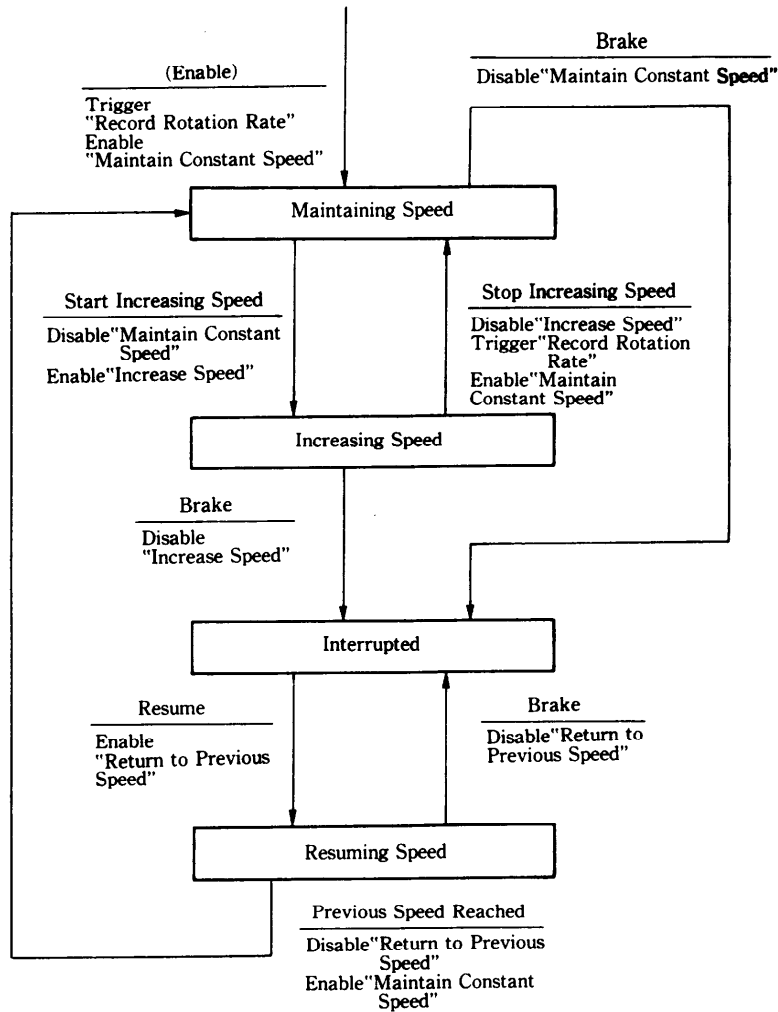 Brake
Disable"Maintain Constant Speed"
(Enable)
Trigger
"Record Rotation Rate"
Enable
"Maintain Constant Speed"
Maintaining Speed
Start Increasing Speed
Disable"Maintain Constant
Speed"
Enable"Increase Speed"
Stop Increasing Speed
Disable"Increase Speed"
Trigger"Record Rotation
Rate"
Enable"Maintain
Constant Speed"
Increasing Speed
Brake
Disable
"Increase Speed"
Interrupted
Resume
Enable
"Return to Previous
Speed"
Brake
Disable"Return to
Previous Speed"
Resuming Speed
Previous Speed Reached
Disable"Return to Previous
Speed"
Enable"Maintain Constant
Speed"